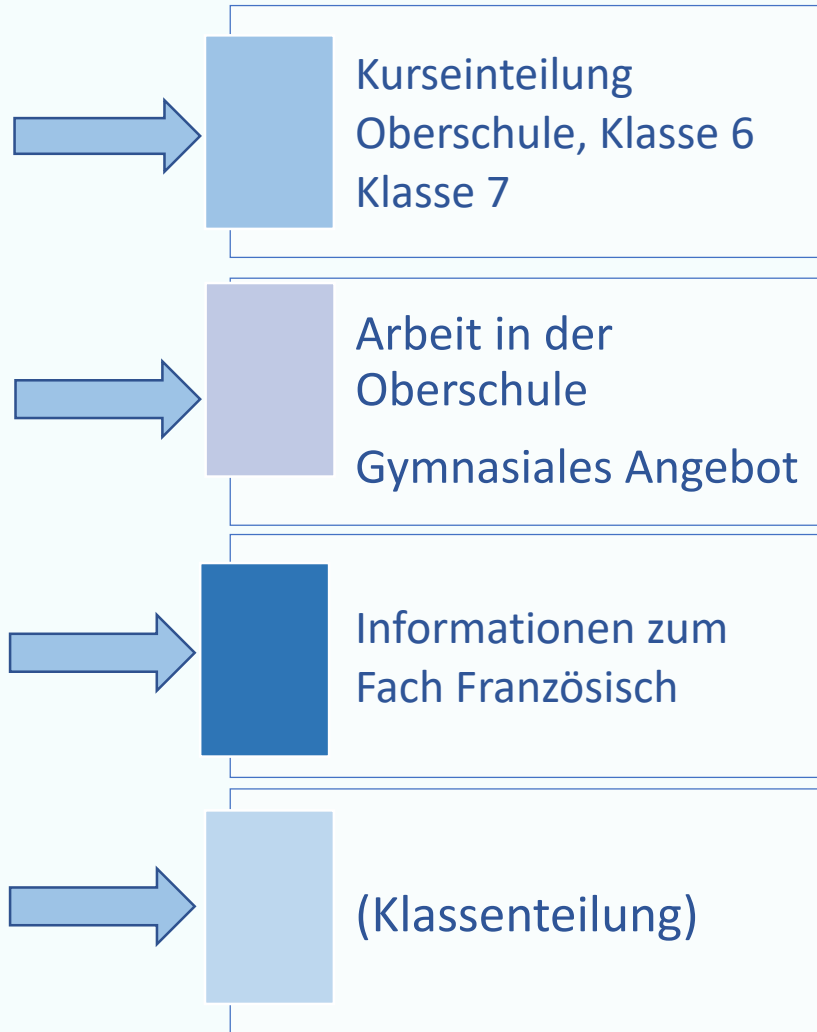 Kurseinteilung
Oberschule, Klasse 6
Klasse 7
Arbeit in der
Oberschule
Gymnasiales Angebot
Informationen zum
Fach Französisch
(Klassenteilung)